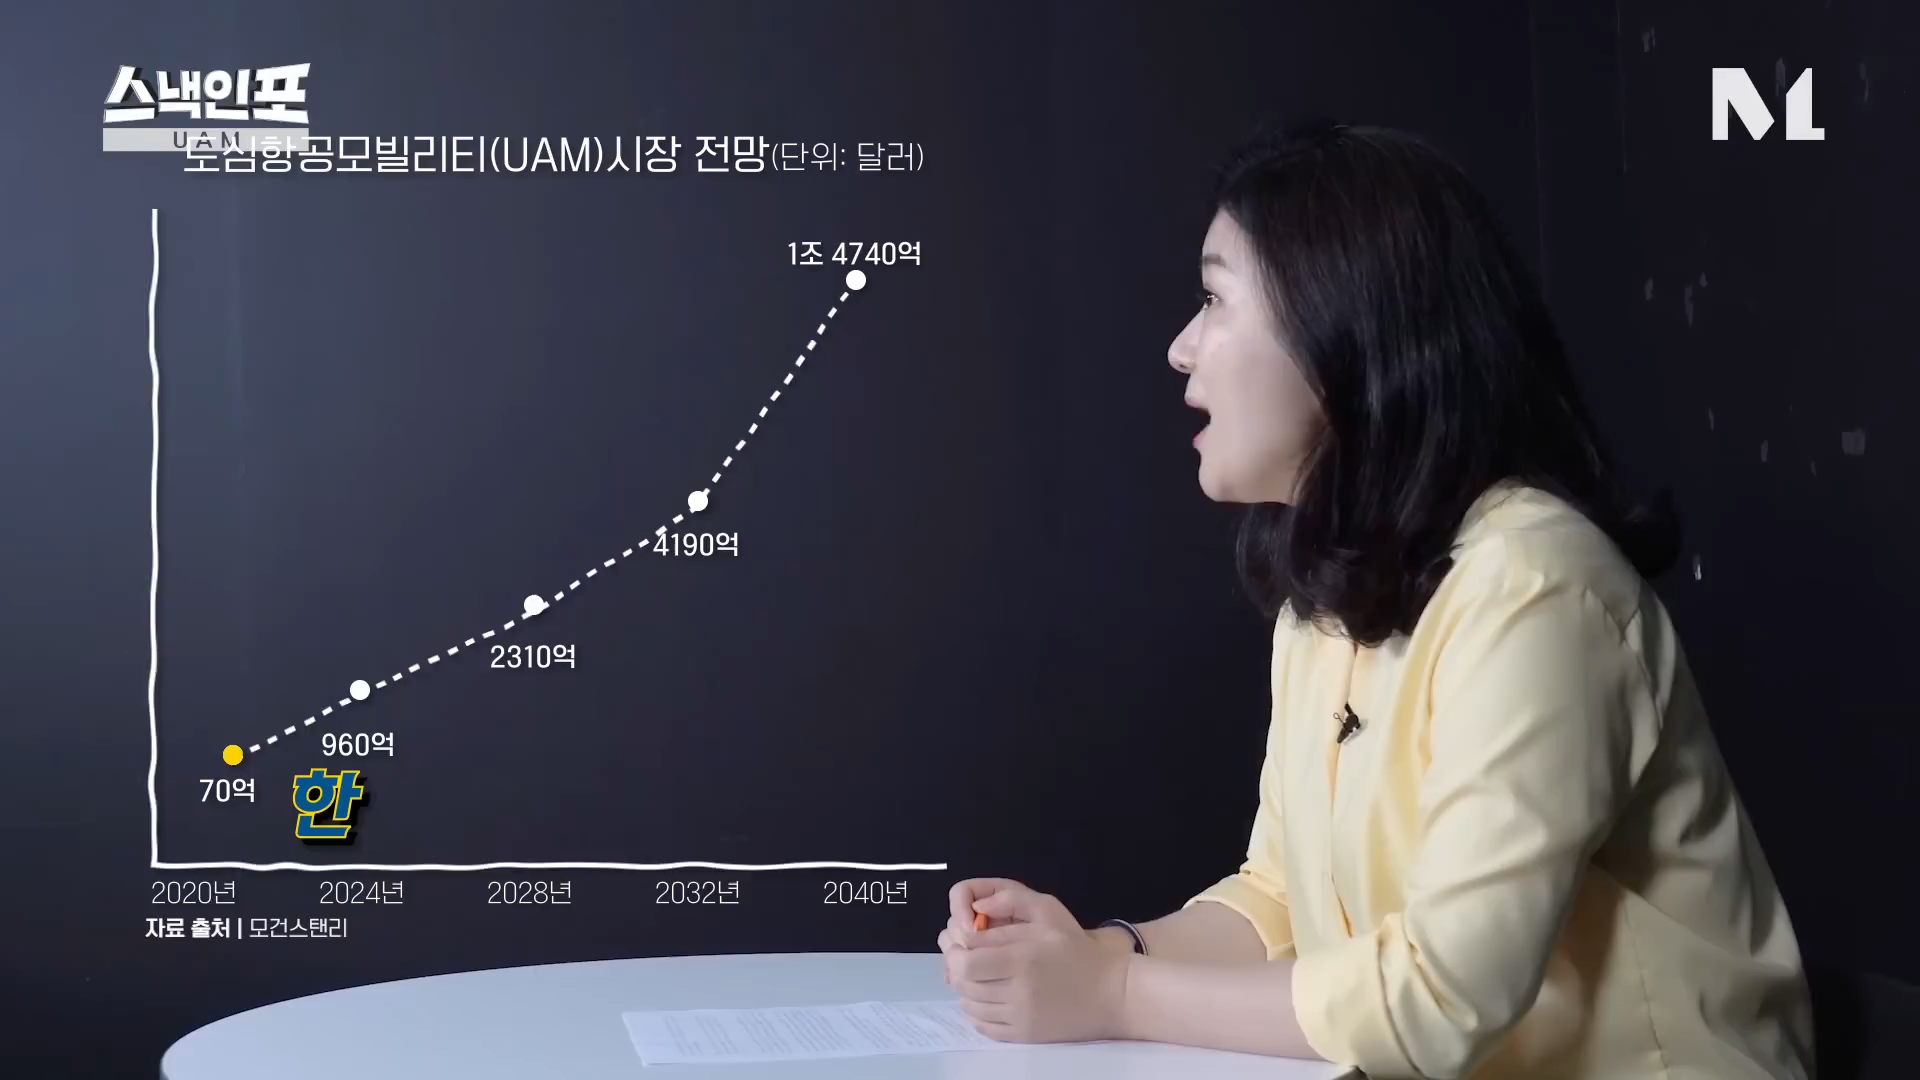 스낵인포
UAM
도심항공모빌리티(UAM)시장 전망(단위: 달러)
1조 4740억
4190억
2310억
960억
70억
한
2020년 2024년 2028년 2032년 2040년
자료 출처 | 모건스탠리